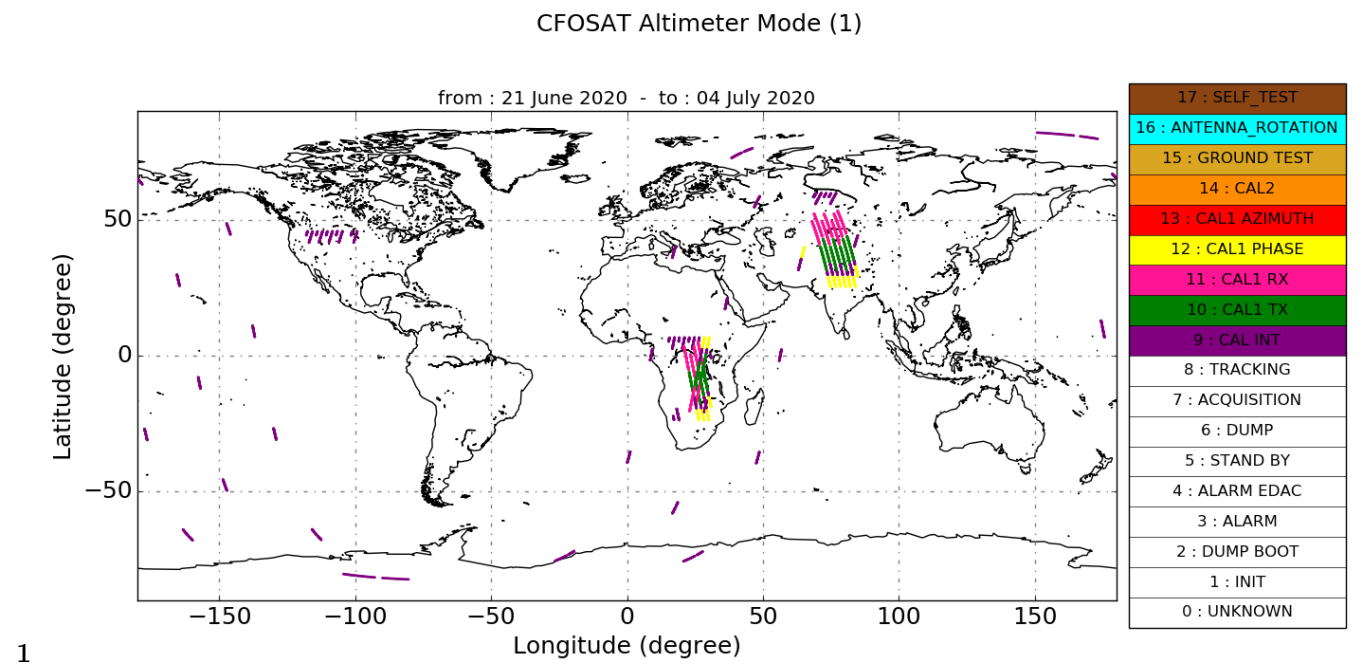 CFOSAT Altimeter Mode (1)
from : 21 June 2020 - to : 04 July 2020
17 : SELF_TEST
16 : ANTENNA_ROTATION
15 : GROUND TEST
14 : CAL2
13 : CAL1 AZIMUTH
12 : CAL1 PHASE
11 : CAL1 RX
10 : CAL1 TX
9 : CAL INT
8 : TRACKING
7 : ACQUISITION
6 : DUMP
5 : STAND BY
4 : ALARM EDAC
3 : ALARM
2 : DUMP BOOT
1 : INIT
0 : UNKNOWN
Latitude (degree)
50
0
−50
−150 −100 −50 0 50 100 150
Longitude (degree)
1